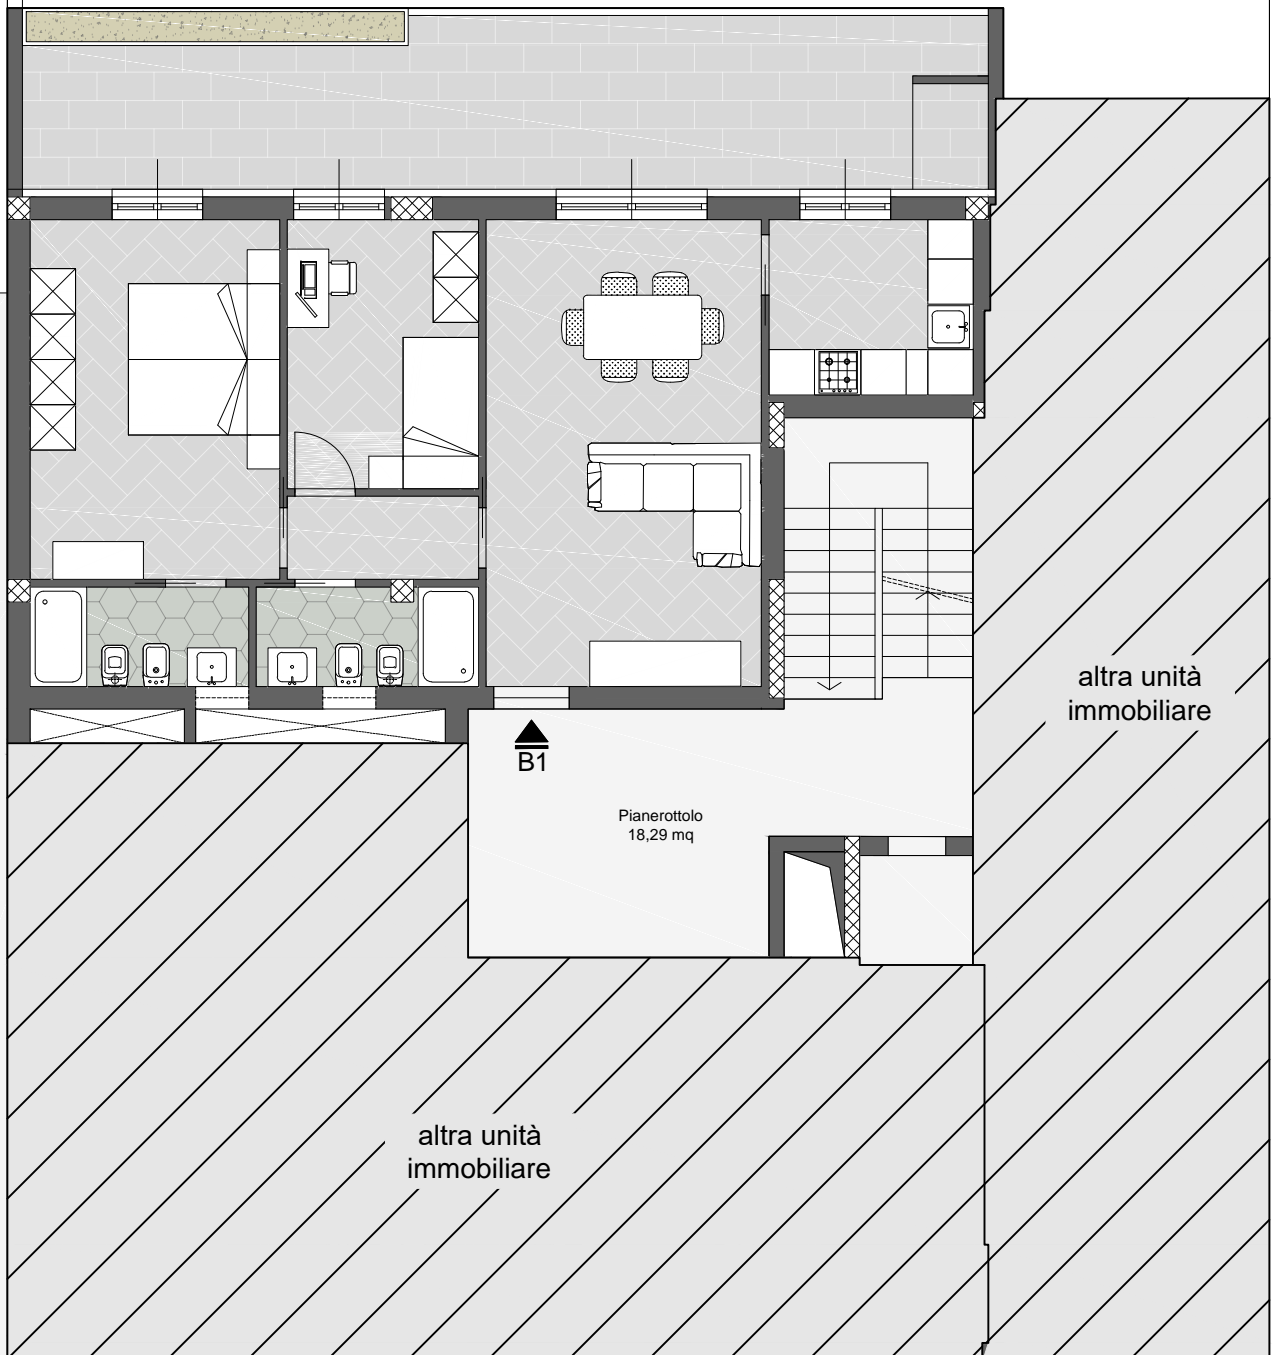 altra unità
immobiliare
B1
Pianerottolo
18,29 mq
altra unità
immobiliare